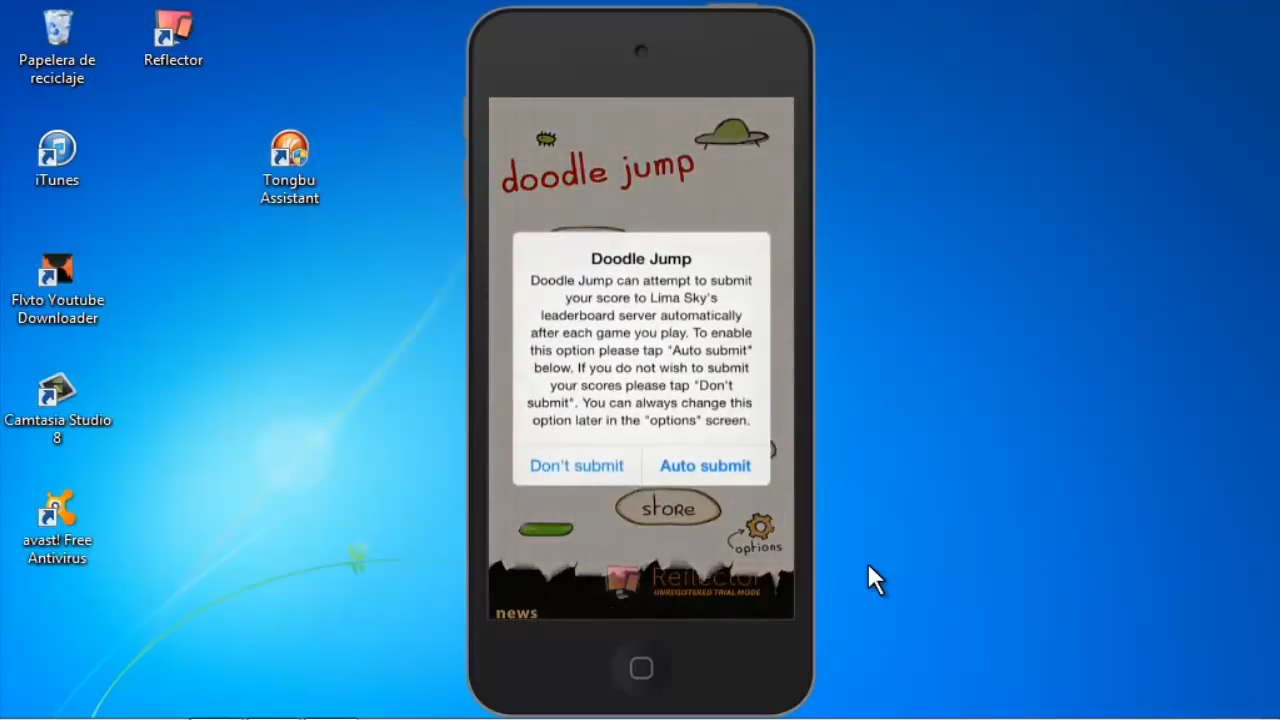 Papelera de
reciclaje
Reflector
iTunes
Tongbu
Assistant
Flvto Youtube
Downloader
Camtasia Studio
8
avast! Free
Antivirus
doodle jump
Doodle Jump
Doodle Jump can attempt to submit
your score to Lima Sky's
leaderboard server automatically
after each game you play. To enable
this option please tap "Auto submit"
below. If you do not wish to submit
your scores please tap "Don't
submit". You can always change this
option later in the "options" screen.
Don't submit
Auto submit
store
options
Reflector
UNREGISTERED TRIAL MODE
news